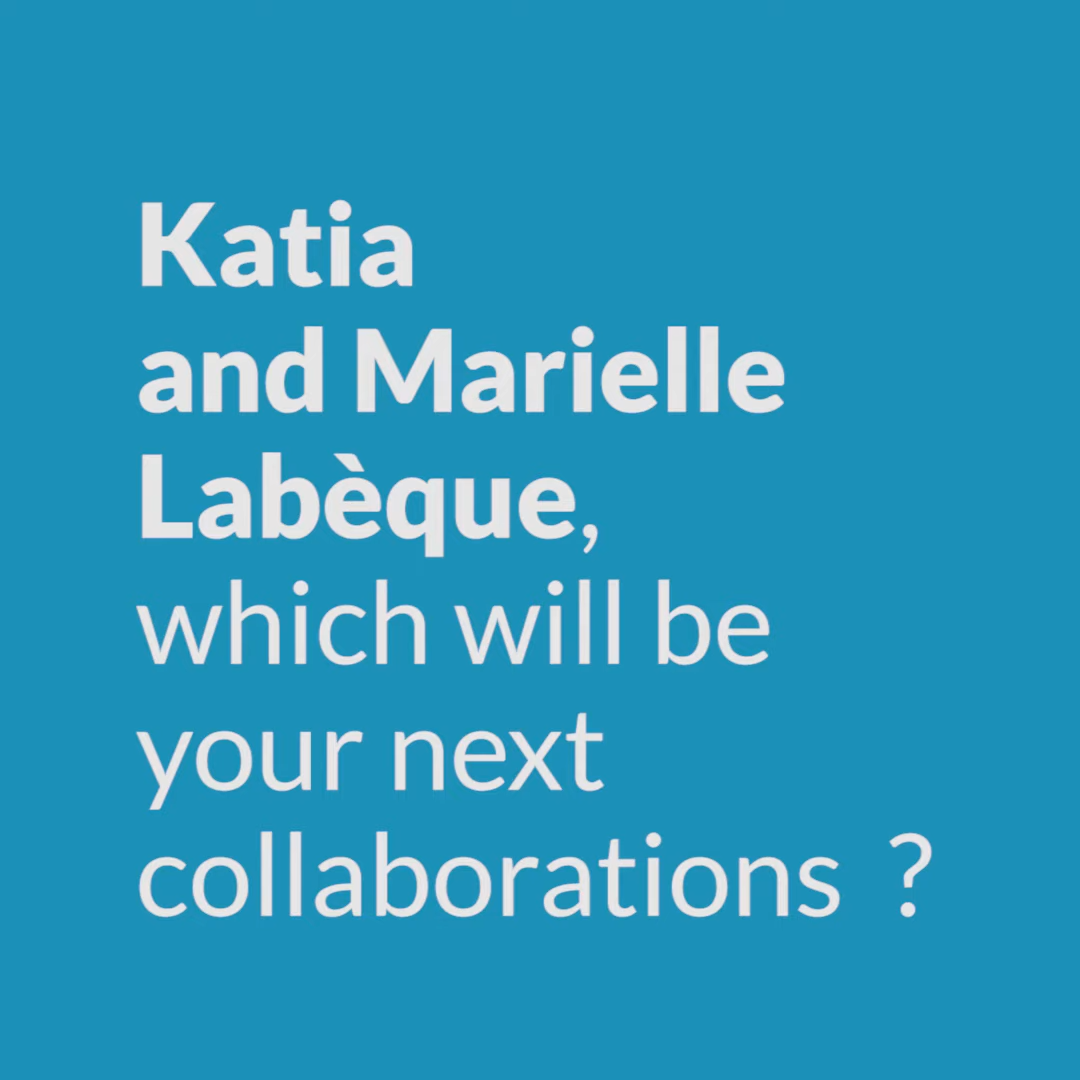 Katia
and Marielle
Labèque,
which will be
your next
collaborations ?